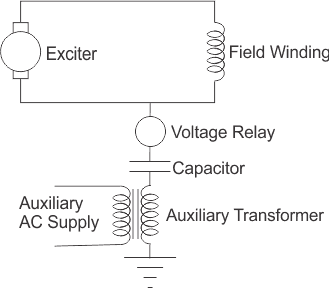 Exciter
Field Winding
Voltage Relay
Capacitor
Auxiliary
AC Supply
Auxiliary Transformer